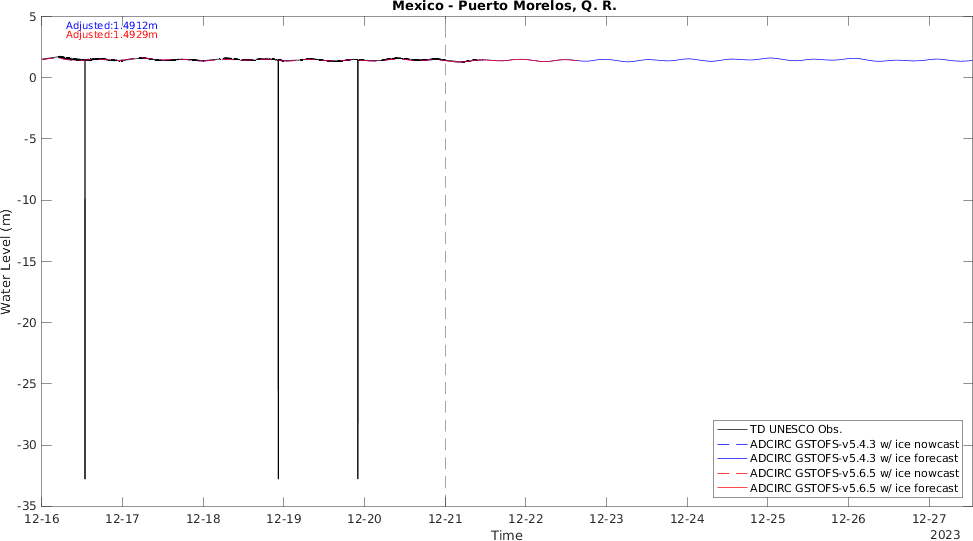 Mexico - Puerto Morelos, Q. R.
Adjusted:1.4912m
Adjusted:1.4929m
5
0
-5
-10
-15
-20
-25
-30
-35
Water Level (m)
TD UNESCO Obs.
ADCIRC GSTOFS-v5.4.3 w/ ice nowcast
ADCIRC GSTOFS-v5.4.3 w/ ice forecast
ADCIRC GSTOFS-v5.6.5 w/ ice nowcast
ADCIRC GSTOFS-v5.6.5 w/ ice forecast
12-16 12-17 12-18 12-19 12-20 12-21 12-22 12-23 12-24 12-25 12-26 12-27
Time
2023